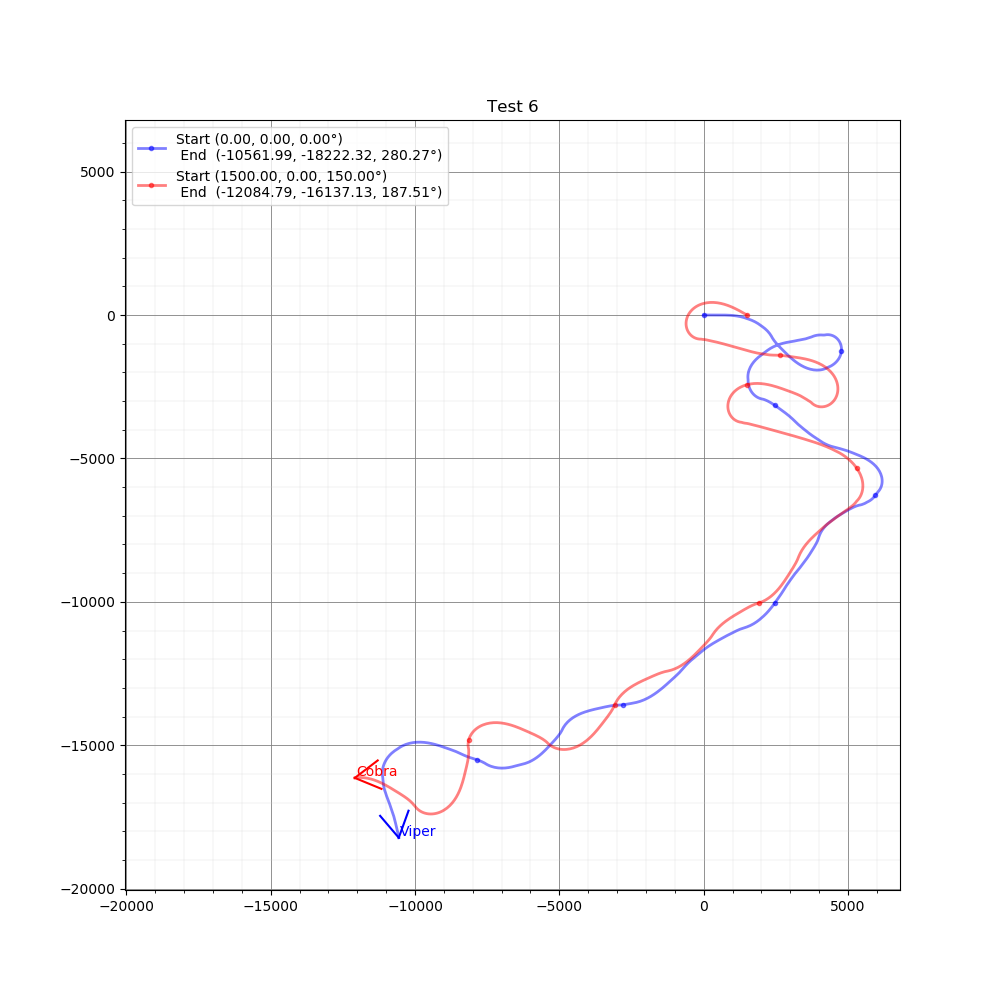 Test 6
Start (0.00, 0.00, 0.00°)
End  (-10561.99, -18222.32, 280.27°)
Start (1500.00, 0.00, 150.00°)
End  (-12084.79, -16137.13, 187.51°)
5000
0
−5000
−10000
−15000
−20000
Cobra
Viper
−20000 −15000 −10000 −5000 0 5000